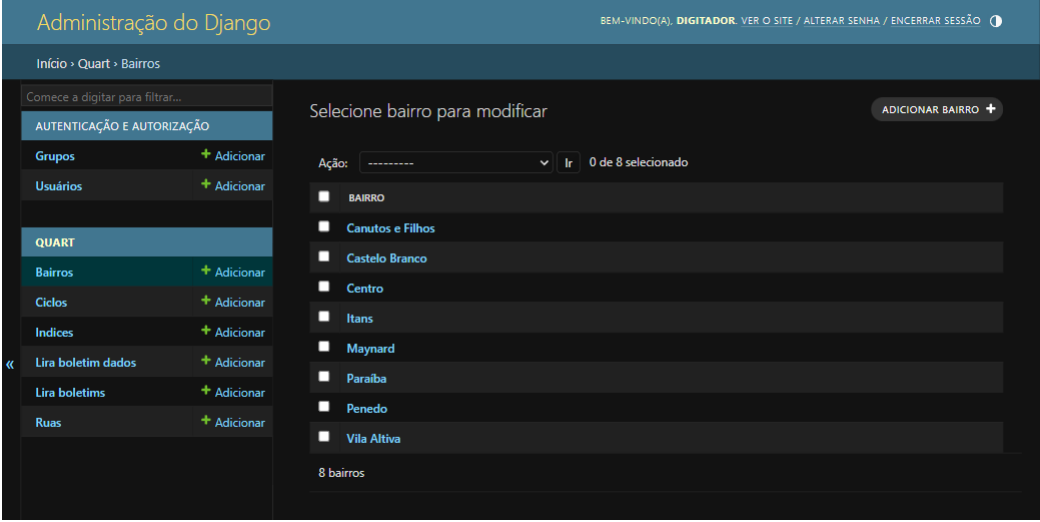 Administração do Django
BEM-VINDO(A), DIGITADOR. VER O SITE / ALTERAR SENHA / ENCERRAR SESSÃO
Início › Quart › Bairros
Comece a digitar para filtrar...
AUTENTICAÇÃO E AUTORIZAÇÃO
Grupos + Adicionar
Usuários + Adicionar
QUART
Bairros + Adicionar
Ciclos + Adicionar
Indices + Adicionar
Lira boletim dados + Adicionar
Lira boletims + Adicionar
Ruas + Adicionar
«
Selecione bairro para modificar
ADICIONAR BAIRRO +
Ação: --------- Ir 0 de 8 selecionado
BAIRRO
Canutos e Filhos
Castelo Branco
Centro
Itans
Maynard
Paraíba
Penedo
Vila Altiva
8 bairros